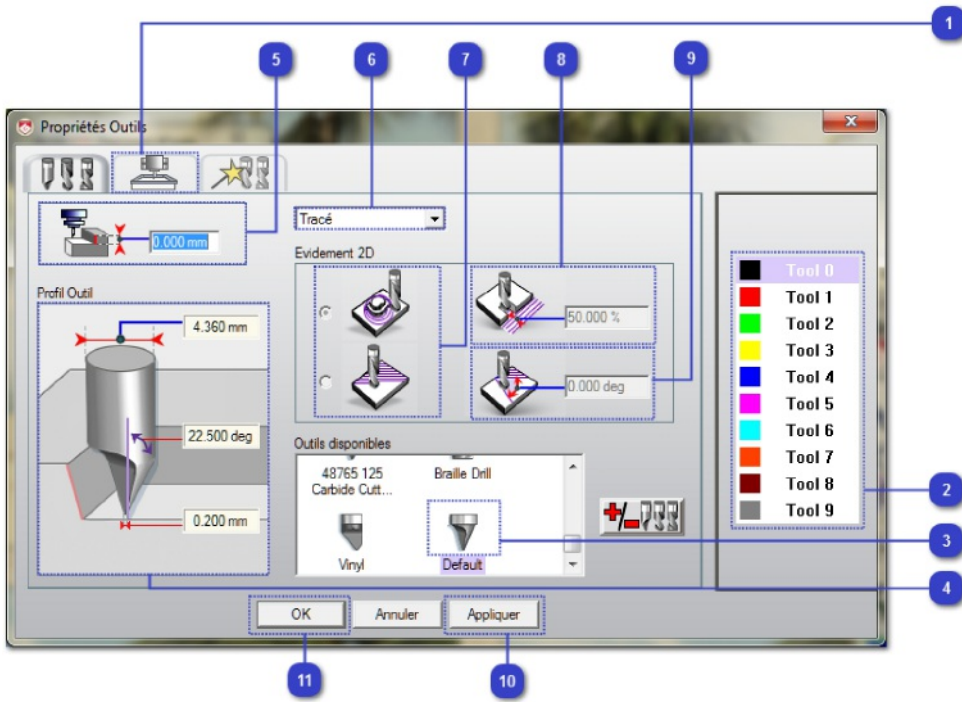 1
5
6
7
8
9
Propriétés Outils
Tracé
0.000 mm
Evidement 2D
Profil Outil
4.360 mm
50.000 %
Tool 0
Tool 1
Tool 2
Tool 3
Tool 4
Tool 5
Tool 6
Tool 7
Tool 8
Tool 9
0.000 deg
22.500 deg
Outils disponibles
48765 125
Carbide Cutt...
Braille Drill
0.200 mm
Vinyl
Default
+/-
2
3
4
OK
Annuler
Appliquer
11
10